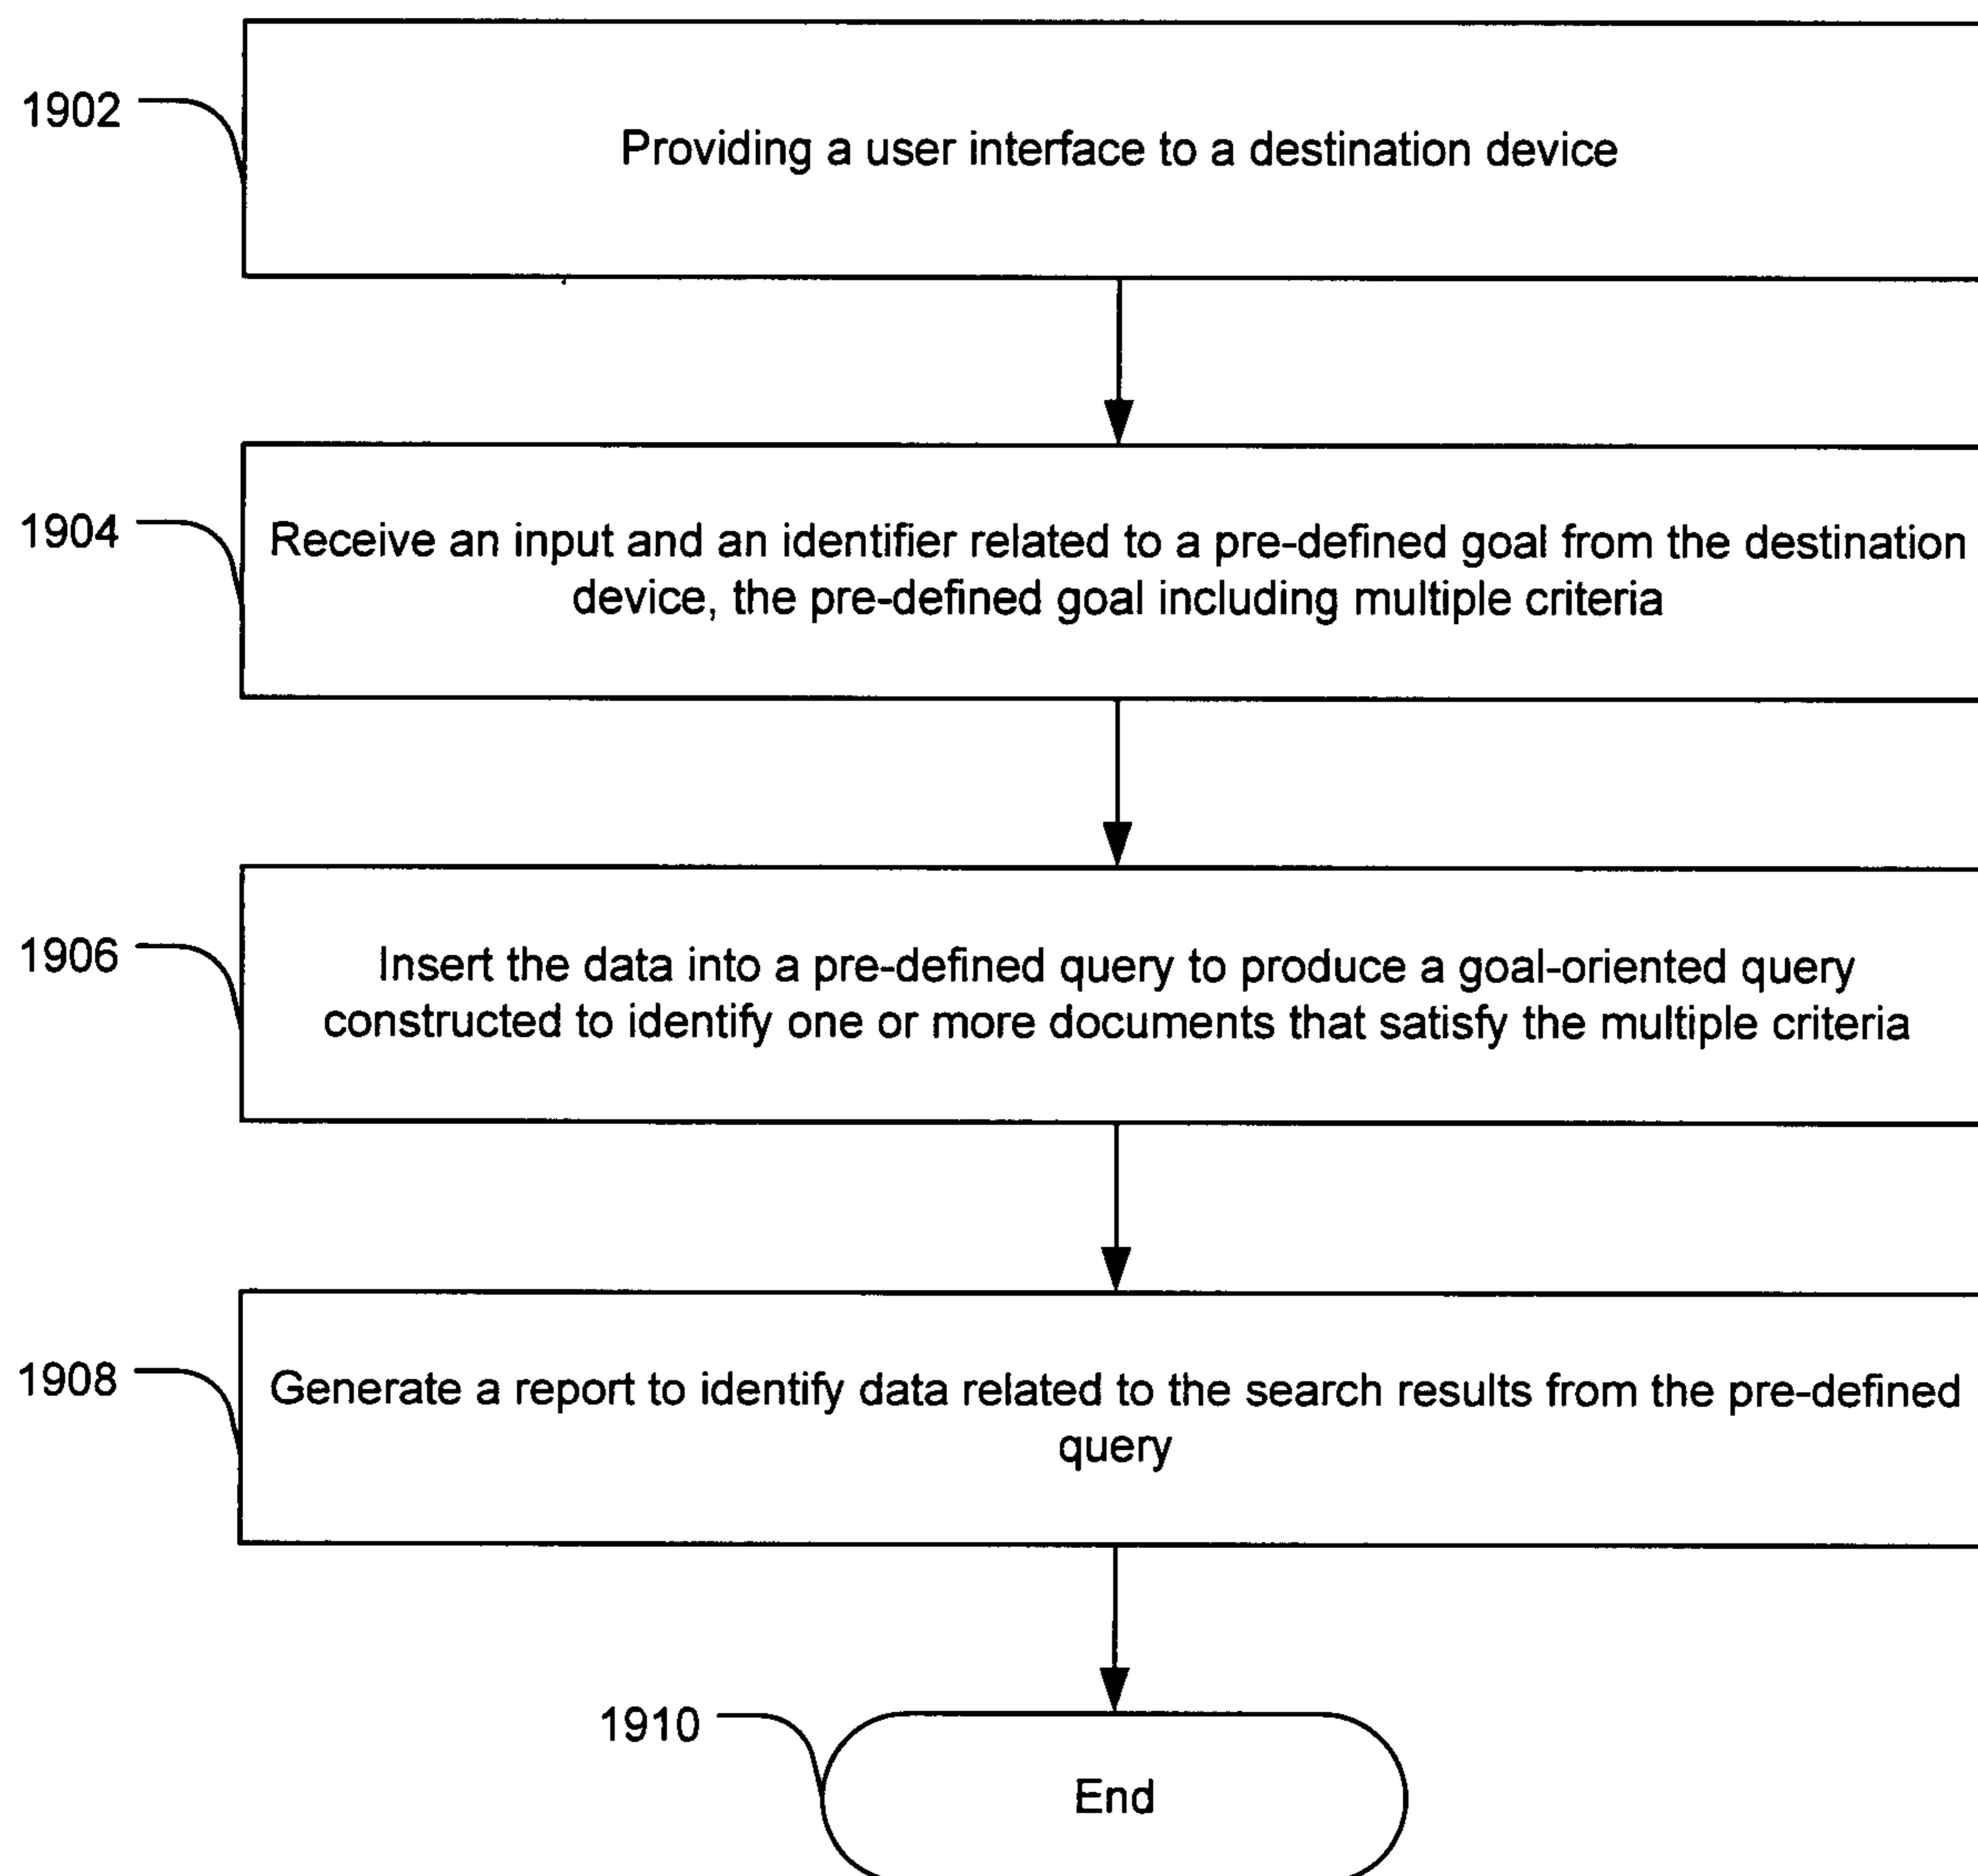 1902
Providing a user interface to a destination device
1904
Receive an input and an identifier related to a pre-defined goal from the destination
device, the pre-defined goal including multiple criteria
1906
Insert the data into a pre-defined query to produce a goal-oriented query
constructed to identify one or more documents that satisfy the multiple criteria
1908
Generate a report to identify data related to the search results from the pre-defined
query
1910
End